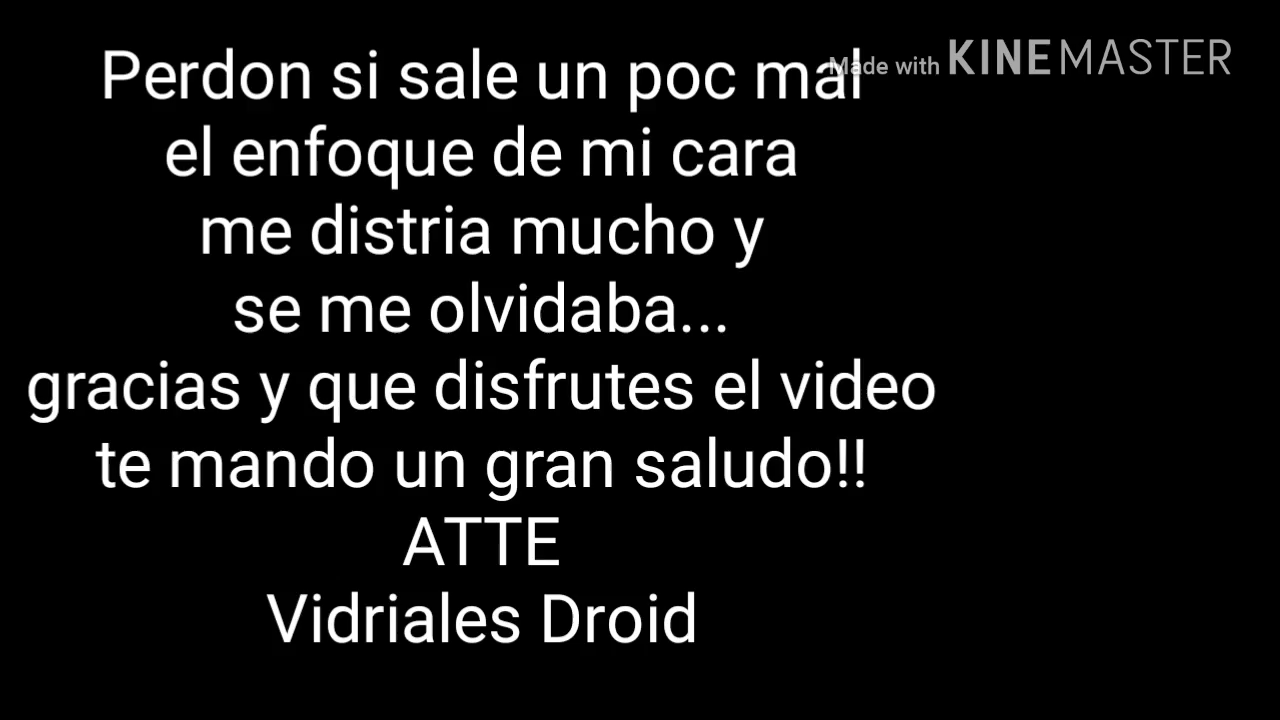 Perdon si sale un poc mal
Made with KINEMASTER
el enfoque de mi cara
me distria mucho y
se me olvidaba...
gracias y que disfrutes el video
te mando un gran saludo!!
ATTE
Vidriales Droid